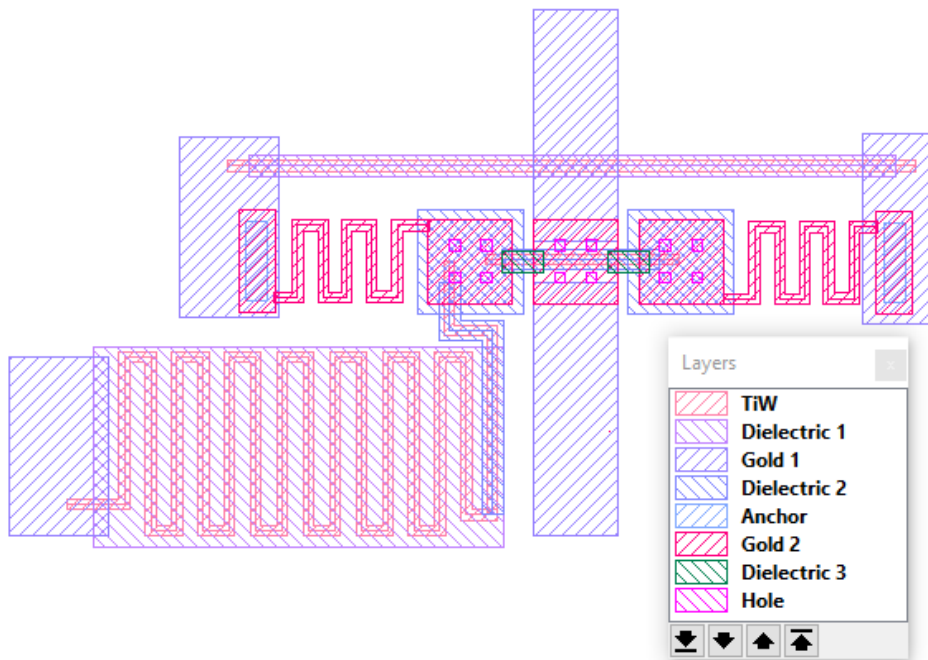 Layers
x
TiW
Dielectric 1
Gold 1
Dielectric 2
Anchor
Gold 2
Dielectric 3
Hole